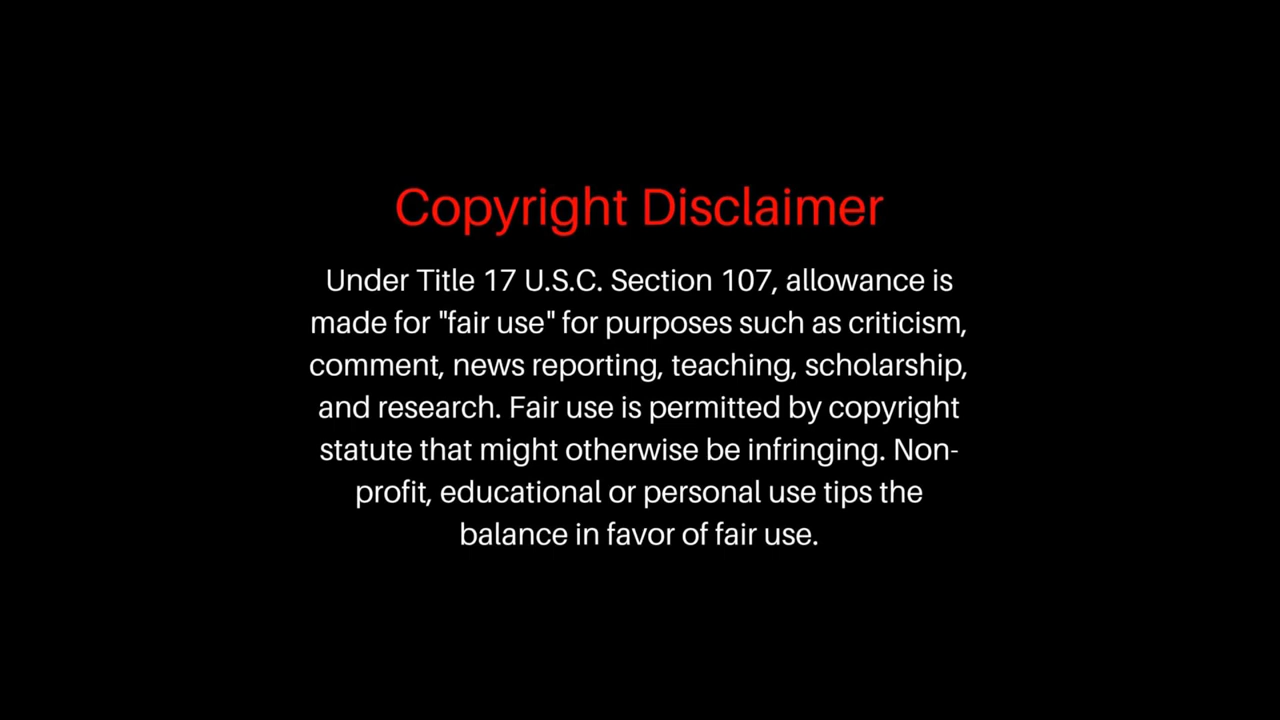 Copyright Disclaimer
Under Title 17 U.S.C. Section 107, allowance is
made for "fair use" for purposes such as criticism,
comment, news reporting, teaching, scholarship,
and research. Fair use is permitted by copyright
statute that might otherwise be infringing. Non-
profit, educational or personal use tips the
balance in favor of fair use.